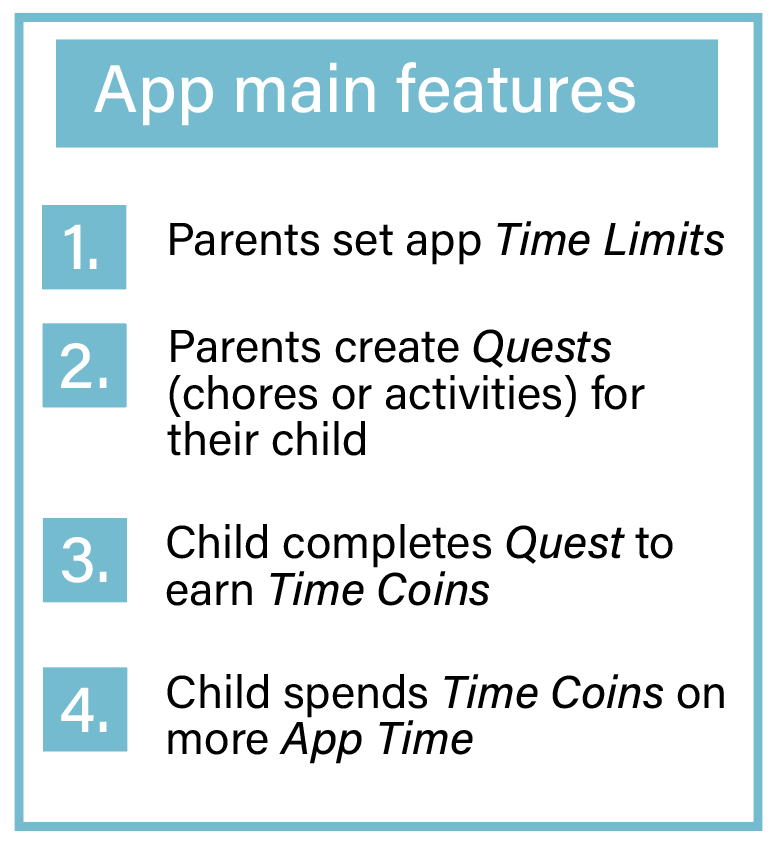 App main features
1.
Parents set app Time Limits
2.
Parents create Quests
(chores or activities) for
their child
3.
Child completes Quest to
earn Time Coins
4.
Child spends Time Coins on
more App Time